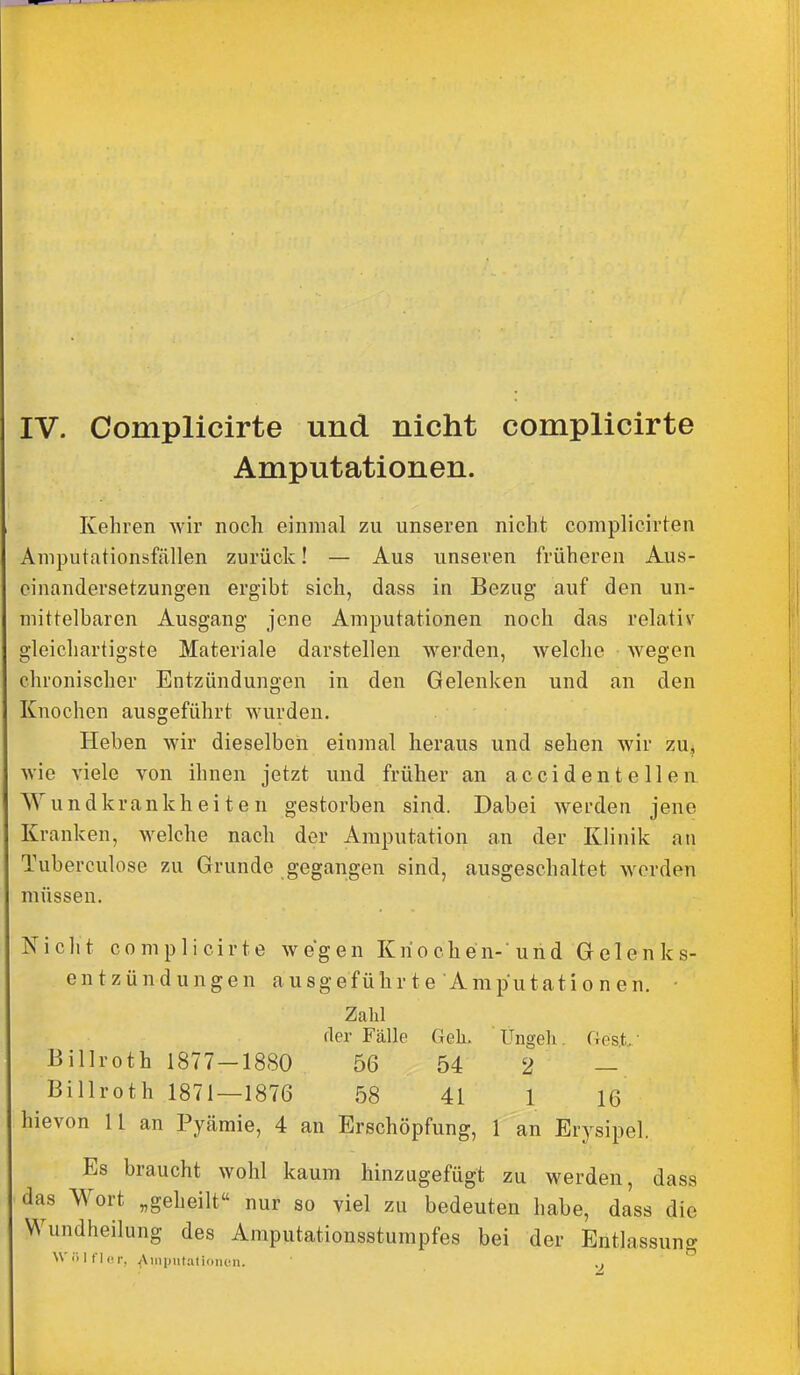 IV. Complicirte und nicht complicirte
Amputationen.
Kehren wir noch einmal zu unseren nicht complicirten
Amputationsfällen zurück! — Aus unseren früheren Aus-
einandersetzungen ergibt sich, dass in Bezug auf den un-
mittelbaren Ausgang jene Amputationen noch das relativ
gleichartigste Materiale darstellen werden, welche wegen
chronischer Entzündungen in den Gelenken und an den
Knochen ausgeführt wurden.
Heben wir dieselben einmal heraus und sehen wir zu,
wie viele von ihnen jetzt und früher an accidentellen
Wundkrankheiten gestorben sind. Dabei werden jene
Kranken, welche nach der Amputation an der Klinik an
Tuberculose zu Grunde gegangen sind, ausgeschaltet werden
müssen.
Nicht complicirte wegen Knochen- und Gelenks-
entzündungen ausgeführte Amputationen.
Zahl
der Fälle Geh. Ungeh. Gest.
Billroth 1877—1880 56 54 2 —
Billroth 1871—1876 58 41 1 16
hievon 11 an Pyämie, 4 an Erschöpfung, 1 an Erysipel.
Es braucht wohl kaum hinzugefügt zu werden, dass
das Wort „geheilt“ nur so viel zu bedeuten habe, dass die
Wundheilung des Amputationsstumpfes bei der Entlassung
Wölfler, Amputationen. 2